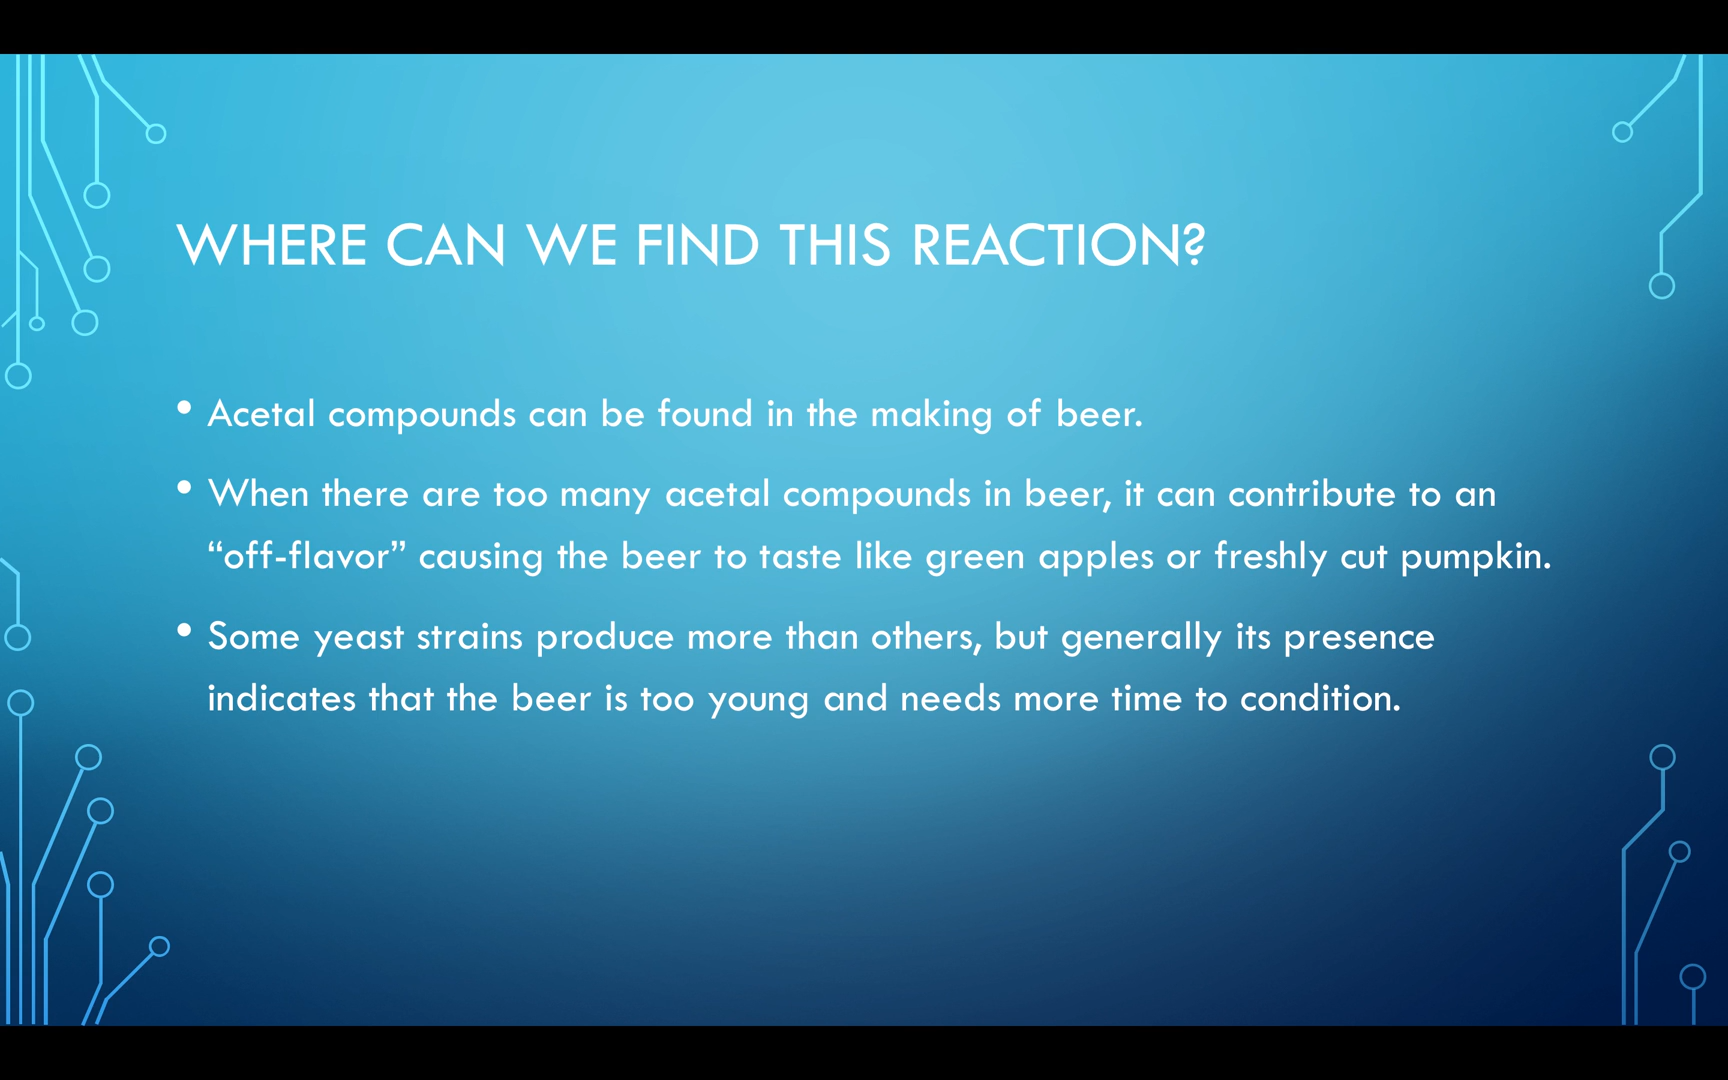 WHERE CAN WE FIND THIS REACTION?
• Acetal compounds can be found in the making of beer.
• When there are too many acetal compounds in beer, it can contribute to an
“off-flavor” causing the beer to taste like green apples or freshly cut pumpkin.
• Some yeast strains produce more than others, but generally its presence
indicates that the beer is too young and needs more time to condition.